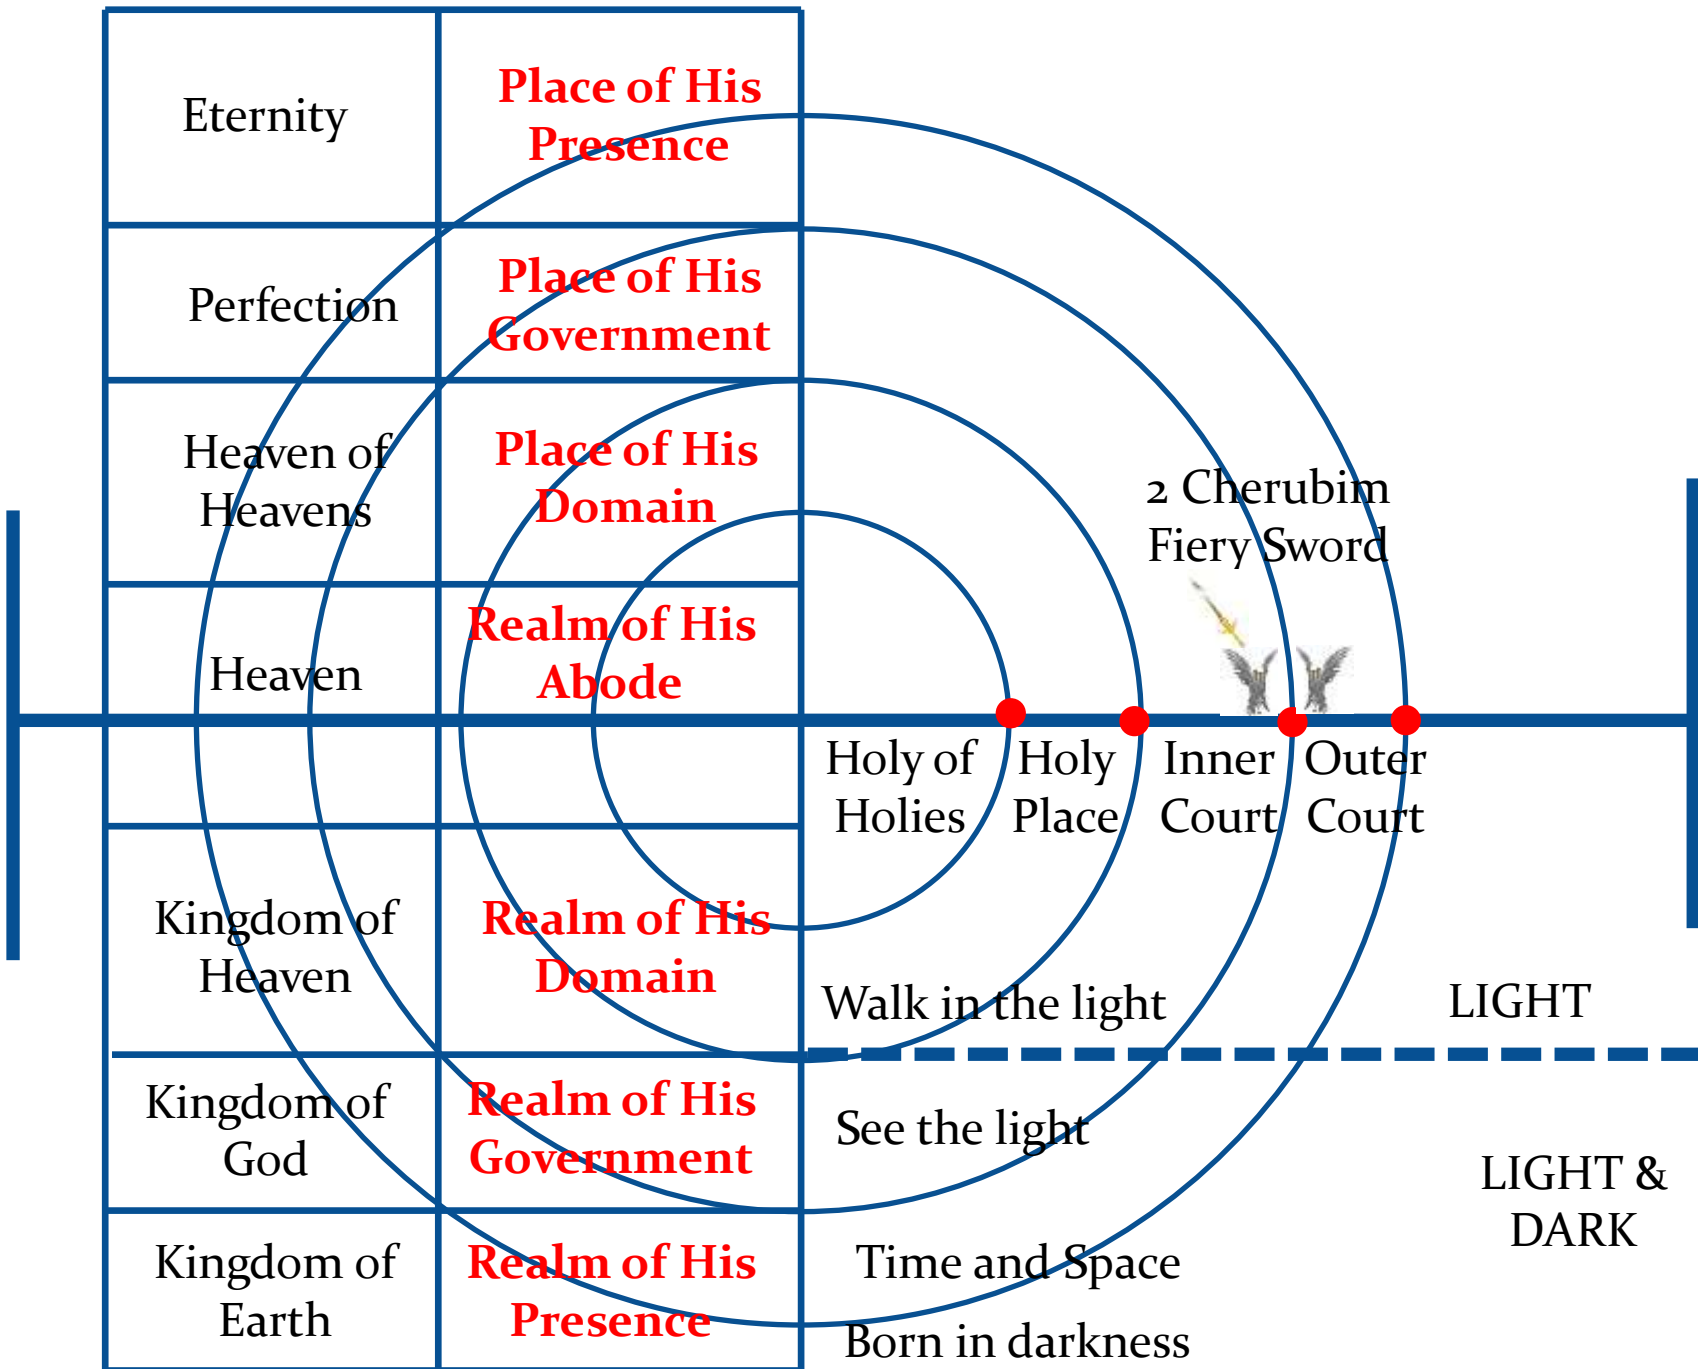 Eternity
Place of His
Presence
Perfection
Place of His
Government
Heaven of
Heavens
Place of His
Domain
2 Cherubim
Fiery Sword
Heaven
Realm of His
Abode
Holy of
Holies
Holy
Place
Inner
Court
Outer
Court
Kingdom of
Heaven
Realm of His
Domain
Walk in the light
LIGHT
Kingdom of
God
Realm of His
Government
See the light
LIGHT &
DARK
Kingdom of
Earth
Realm of His
Presence
Time and Space
Born in darkness